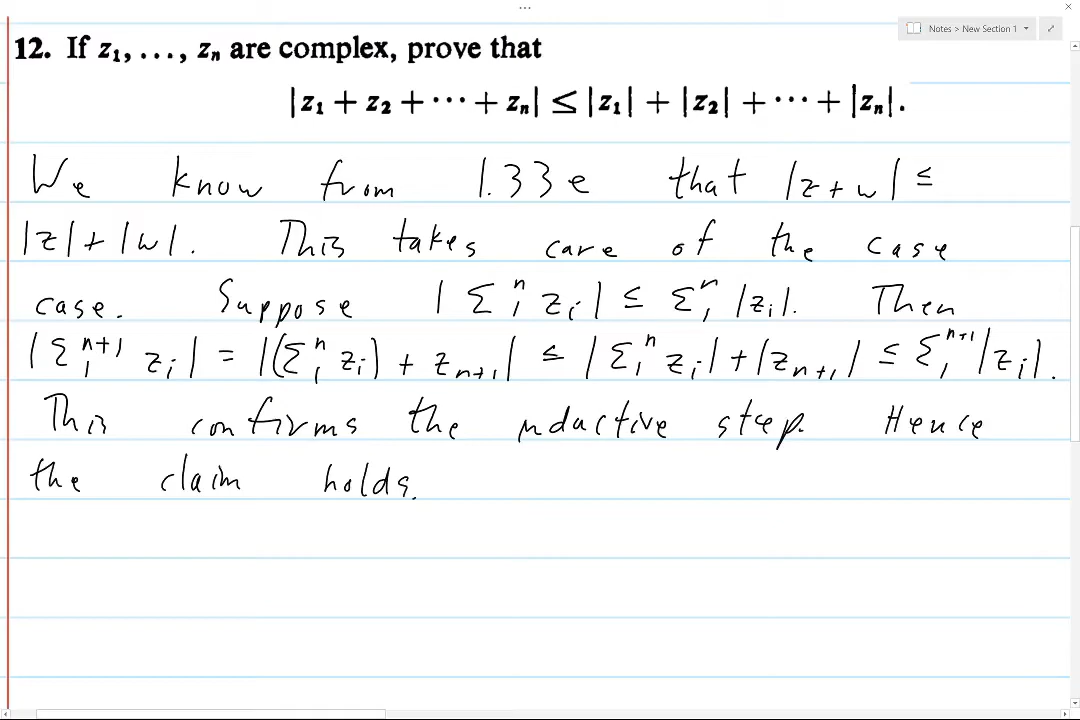 Notes > New Section 1
12. If z₁, . . ., zₙ are complex, prove that
|z₁ + z₂ + ··· + zₙ| ≤ |z₁| + |z₂| + ··· + |zₙ|.
We know from 1.33e that |z+w| ≤
|z|+|w|. This takes care of the case
case. Suppose |Σ₁ⁿ zᵢ| ≤ Σ₁ⁿ |zᵢ|. Then
|Σ₁ⁿ⁺¹ zᵢ| = |(Σ₁ⁿ zᵢ) + zₙ₊₁| ≤ |Σ₁ⁿ zᵢ|+|zₙ₊₁| ≤ Σ₁ⁿ⁺¹|zᵢ|.
This confirms the inductive step. Hence
the claim holds.